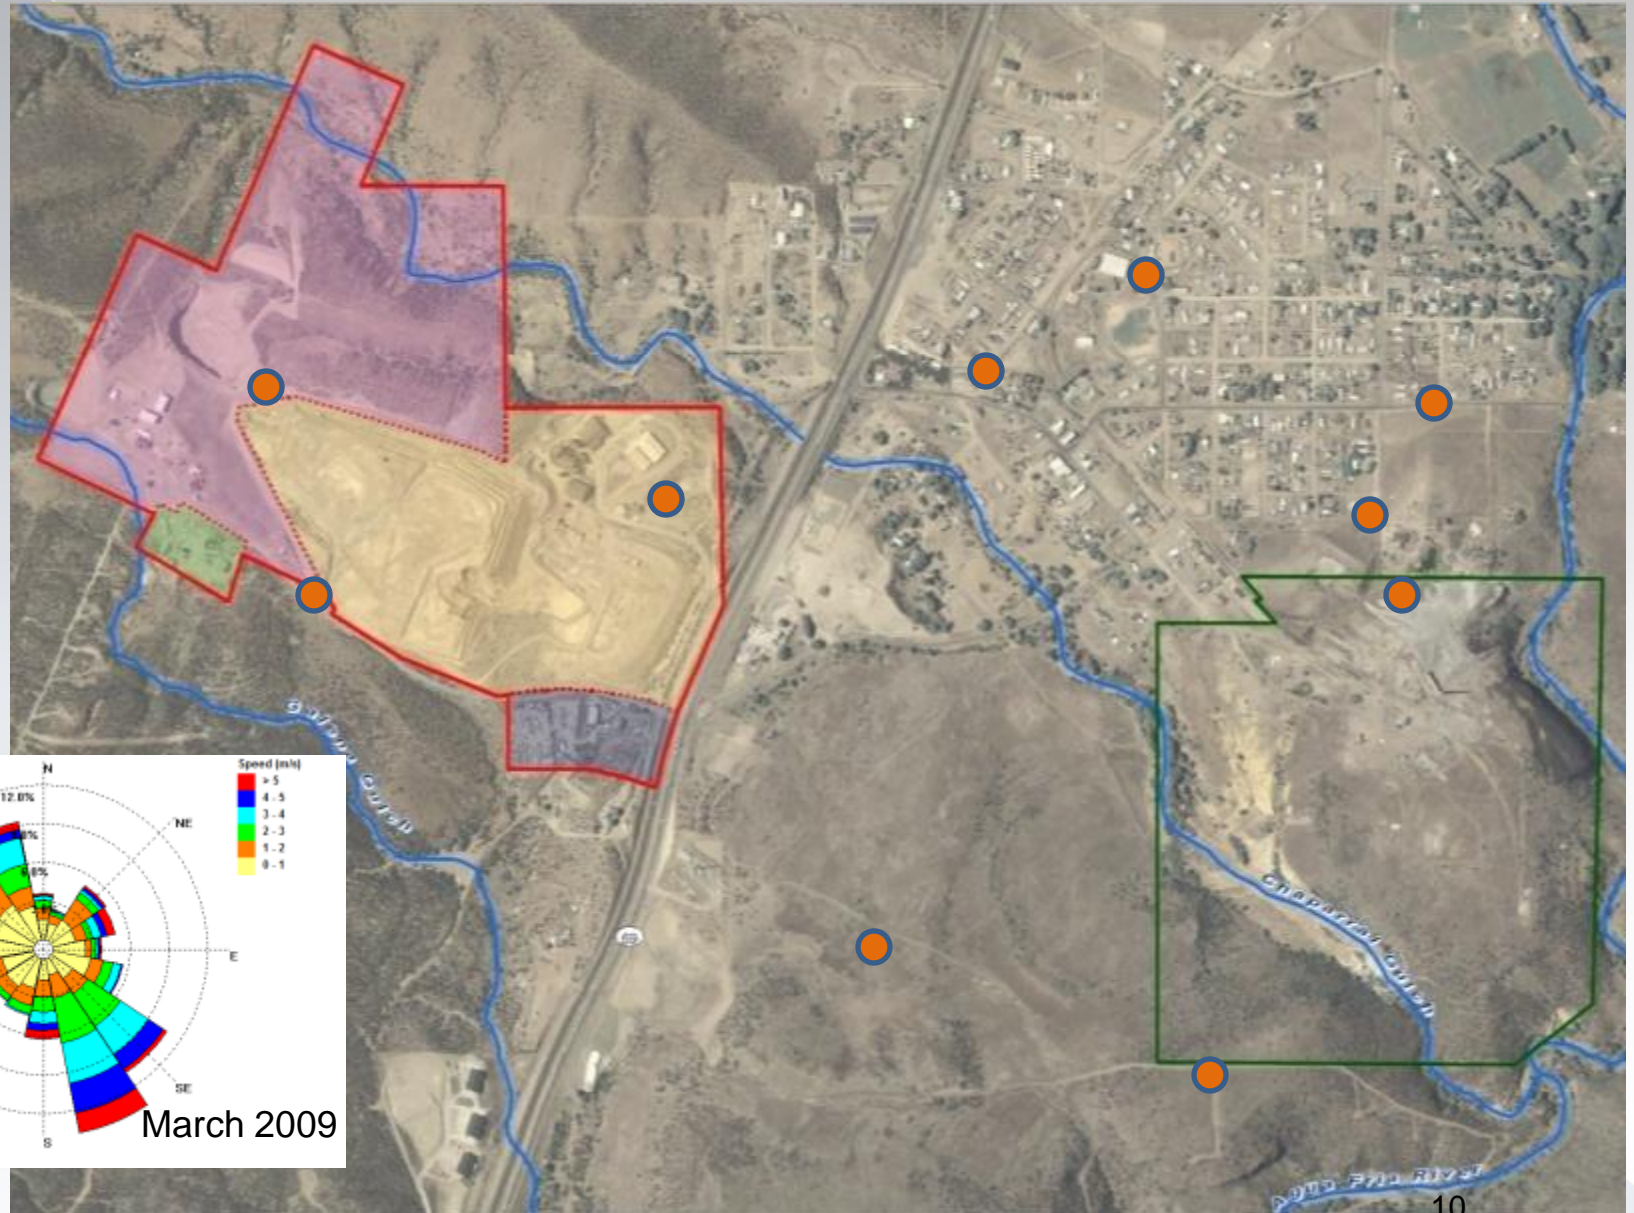 Galena Gulch
N
Speed (m/s)
> 5
4 - 5
3 - 4
2 - 3
1 - 2
0 - 1
12.0%
NE
E
SE
S
March 2009
Chaparral Gulch
Agua Fria River
10